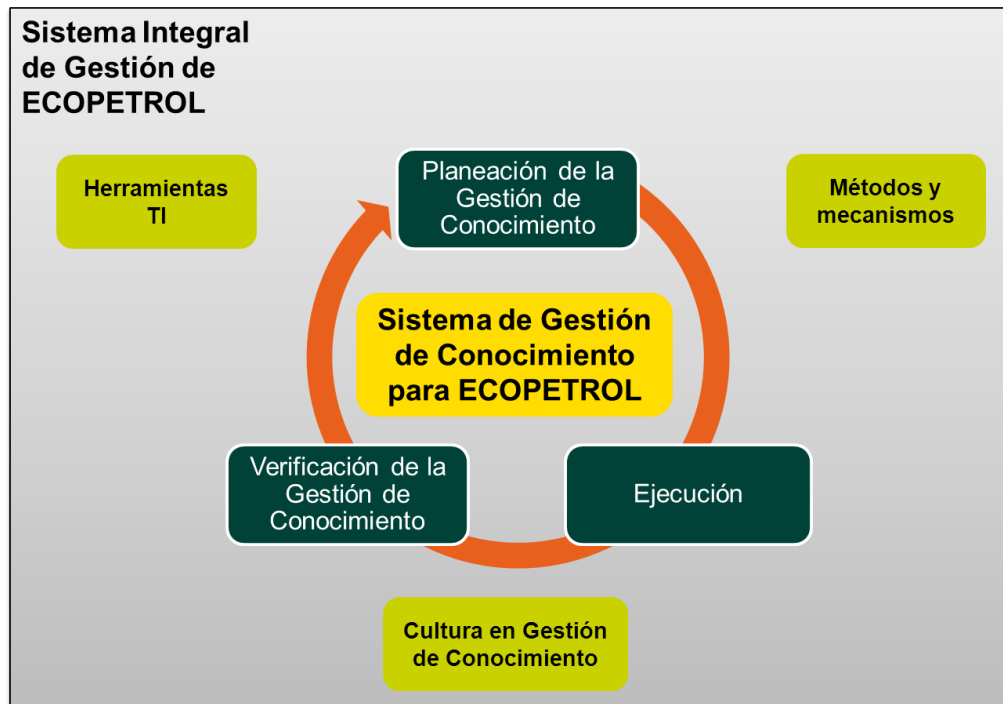 Sistema Integral
de Gestión de
ECOPETROL
Herramientas
TI
Planeación de la
Gestión de
Conocimiento
Métodos y
mecanismos
Sistema de Gestión
de Conocimiento
para ECOPETROL
Verificación de la
Gestión de
Conocimiento
Ejecución
Cultura en Gestión
de Conocimiento